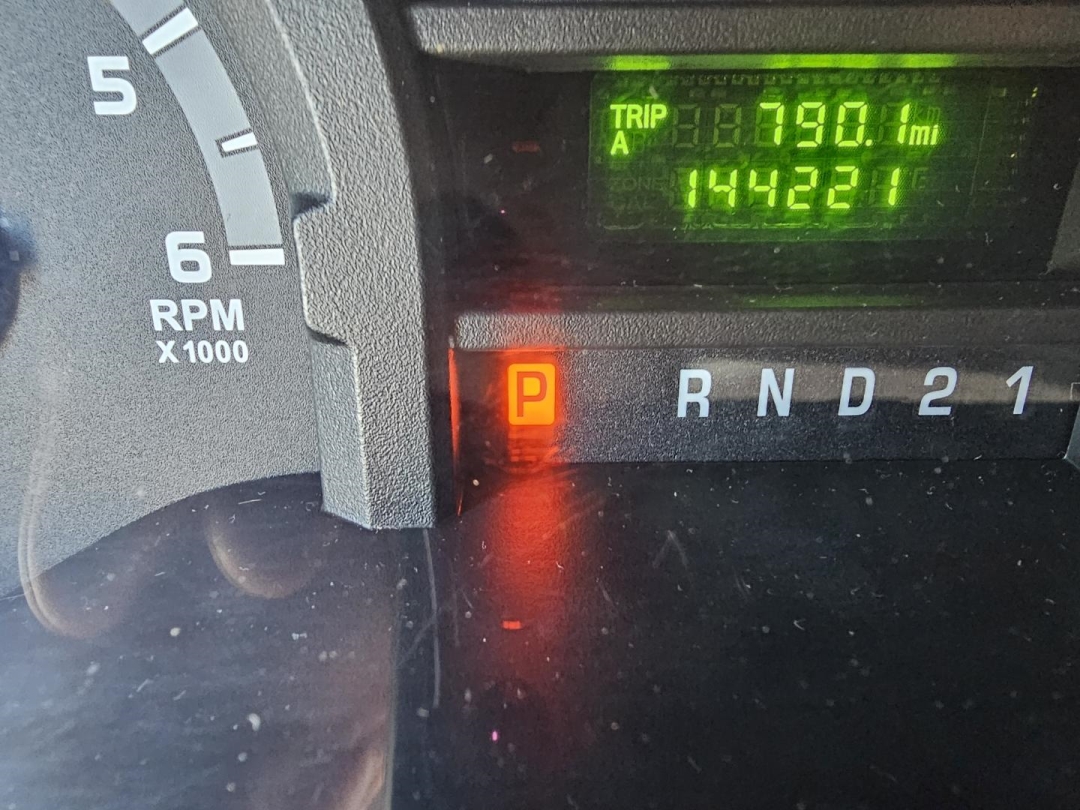 5
6
RPM
X1000
TRIP
A
790.1mi
144221
P R N D 2 1